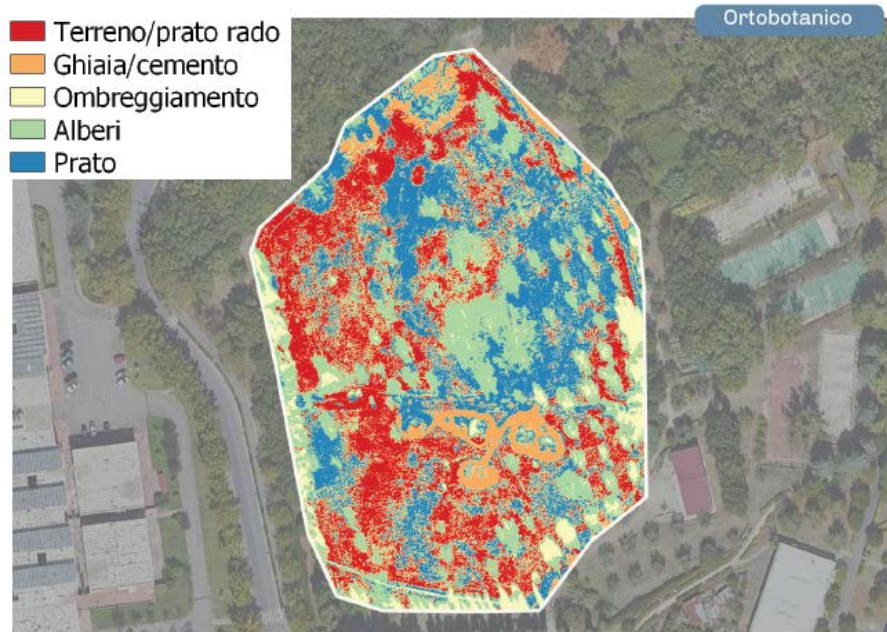 Ortobotanico
Terreno/prato rado
Ghiaia/cemento
Ombreggiamento
Alberi
Prato